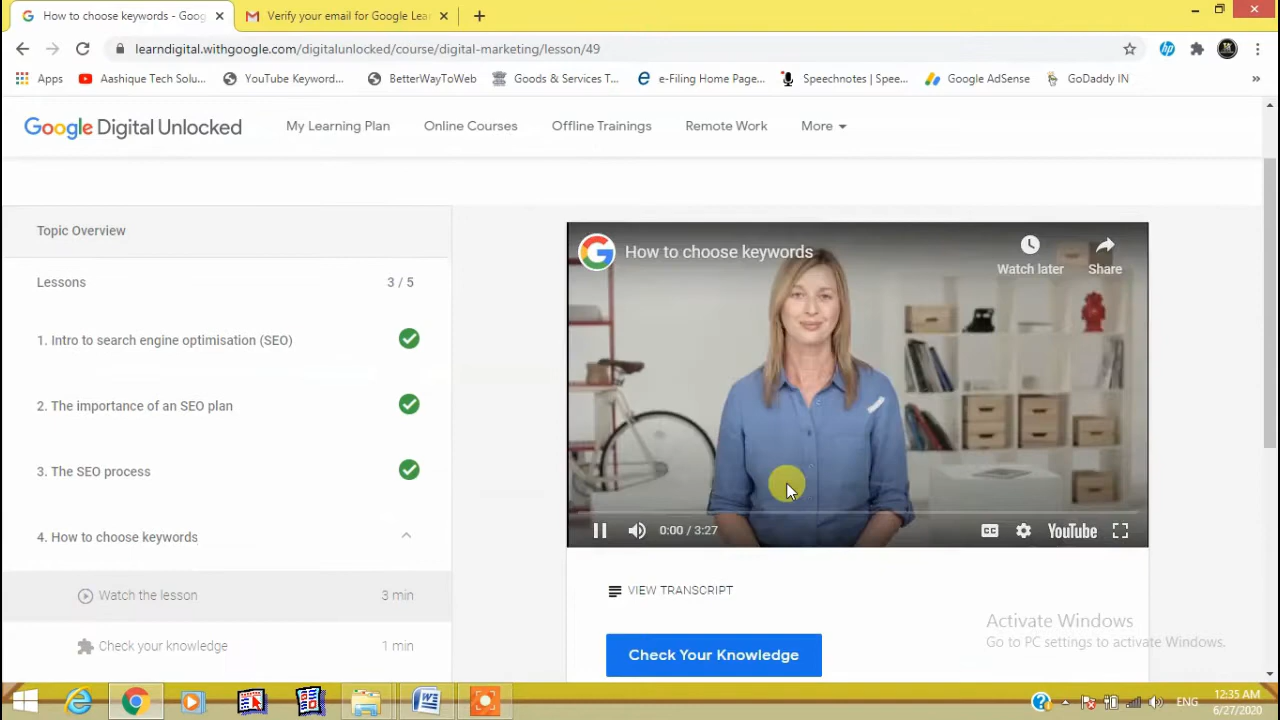 How to choose keywords - Goog
Verify your email for Google Lear
learndigital.withgoogle.com/digitalunlocked/course/digital-marketing/lesson/49
Apps
Aashique Tech Solu...
YouTube Keyword...
BetterWayToWeb
Goods & Services T...
e-Filing Home Page...
Speechnotes | Spee...
Google AdSense
GoDaddy IN
Google Digital Unlocked
My Learning Plan
Online Courses
Offline Trainings
Remote Work
More
Topic Overview
Lessons 3 / 5
1. Intro to search engine optimisation (SEO)
2. The importance of an SEO plan
3. The SEO process
4. How to choose keywords
Watch the lesson 3 min
Check your knowledge 1 min
How to choose keywords
Watch later
Share
0:00 / 3:27
CC
YouTube
VIEW TRANSCRIPT
Check Your Knowledge
Activate Windows
Go to PC settings to activate Windows.
ENG
12:35 AM
6/27/2020